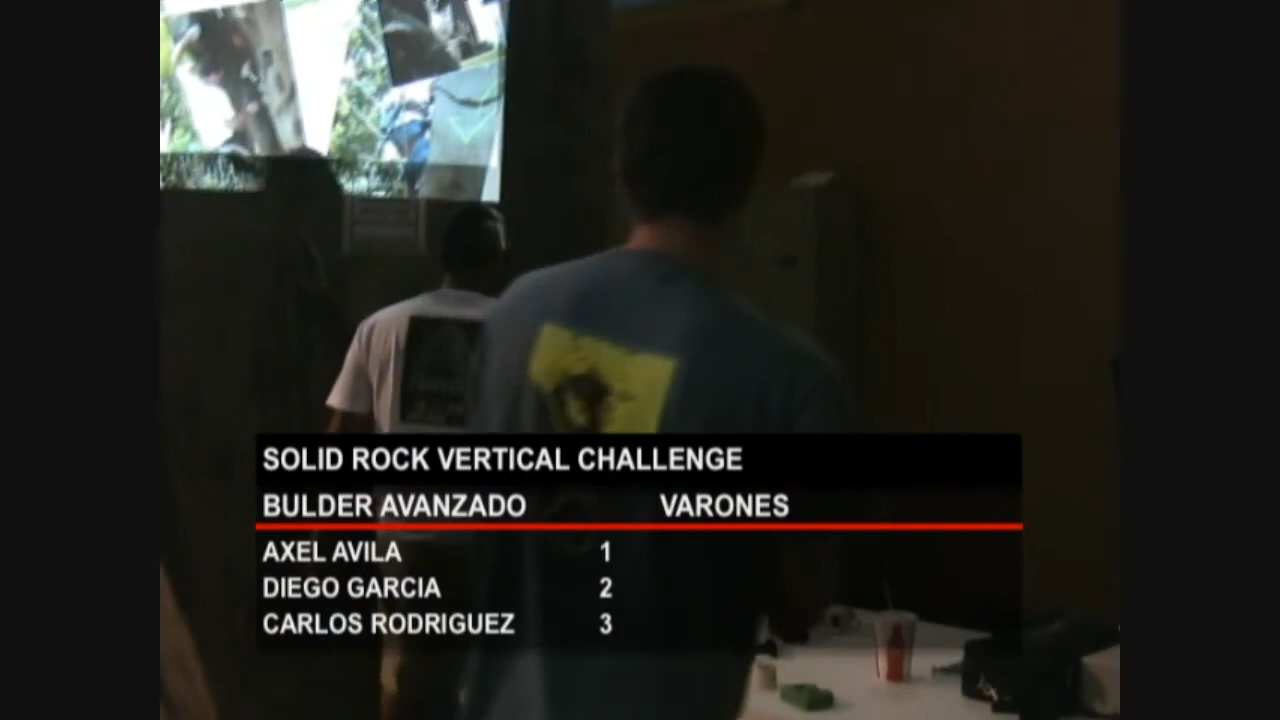 SOLID ROCK VERTICAL CHALLENGE
BULDER AVANZADO VARONES
AXEL AVILA 1
DIEGO GARCIA 2
CARLOS RODRIGUEZ 3